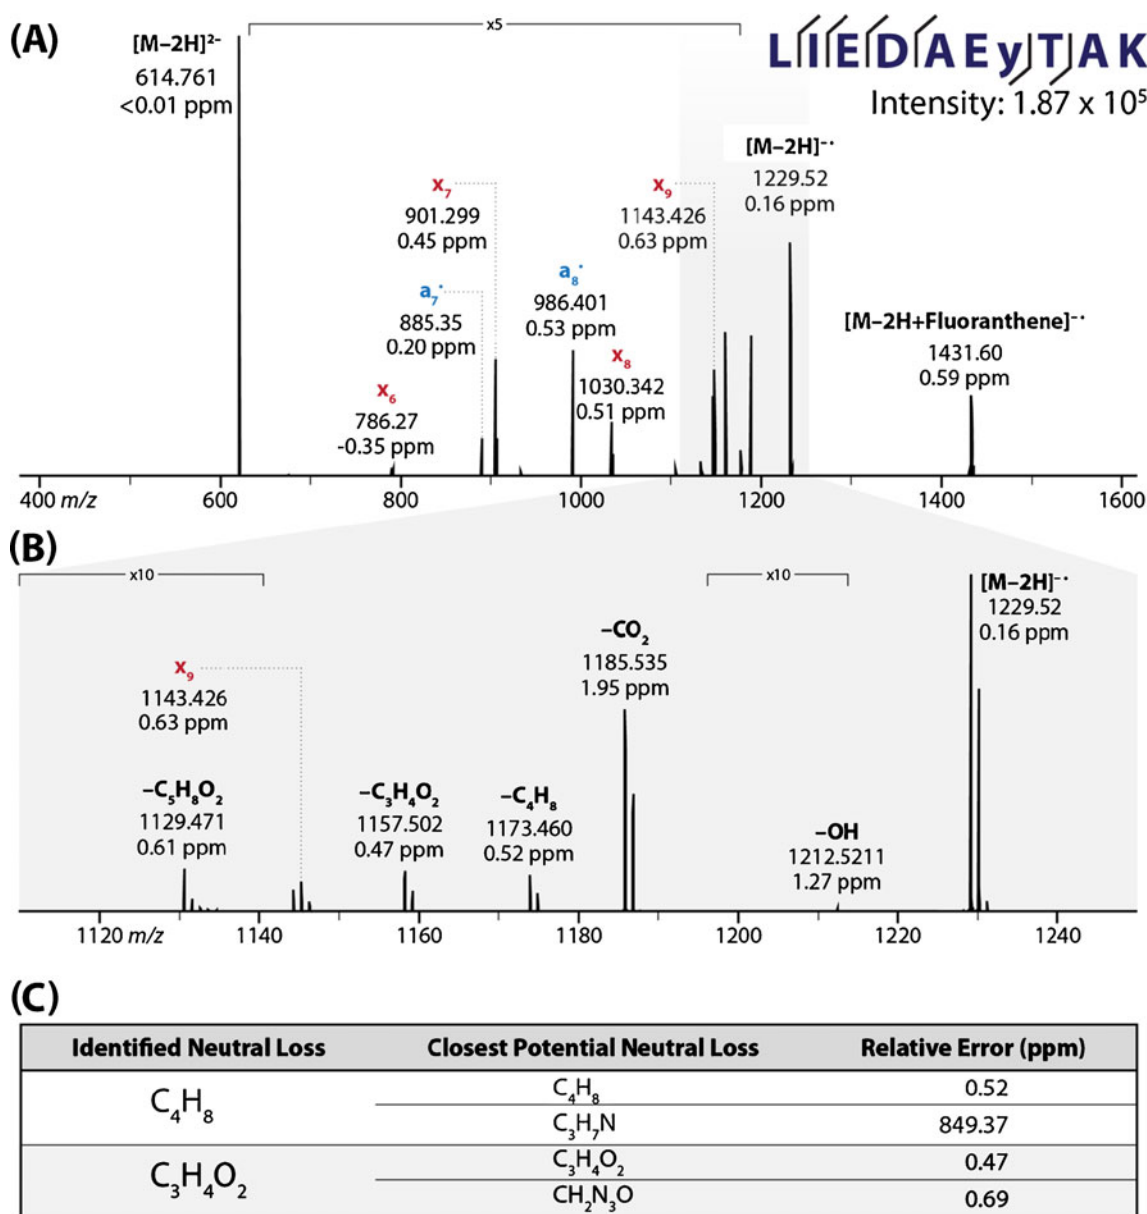 (A)
[M–2H]²⁻
614.761
<0.01 ppm
x5
LIEDAEyTAK
Intensity: 1.87 x 10⁵
[M–2H]⁻•
1229.52
0.16 ppm
x₇
901.299
0.45 ppm
x₉
1143.426
0.63 ppm
a₇•
885.35
0.20 ppm
a₈•
986.401
0.53 ppm
[M–2H+Fluoranthene]⁻•
1431.60
0.59 ppm
x₆
786.27
-0.35 ppm
x₈
1030.342
0.51 ppm
400 m/z 600 800 1000 1200 1400 1600
(B)
x10 x10
[M–2H]⁻•
1229.52
0.16 ppm
–CO₂
1185.535
1.95 ppm
x₉
1143.426
0.63 ppm
–C₅H₈O₂
1129.471
0.61 ppm
–C₃H₄O₂
1157.502
0.47 ppm
–C₄H₈
1173.460
0.52 ppm
–OH
1212.5211
1.27 ppm
1120 m/z 1140 1160 1180 1200 1220 1240
(C)
Identified Neutral Loss Closest Potential Neutral Loss Relative Error (ppm)
C₄H₈
C₄H₈ 0.52
C₃H₇N 849.37
C₃H₄O₂
C₃H₄O₂ 0.47
CH₂N₃O 0.69